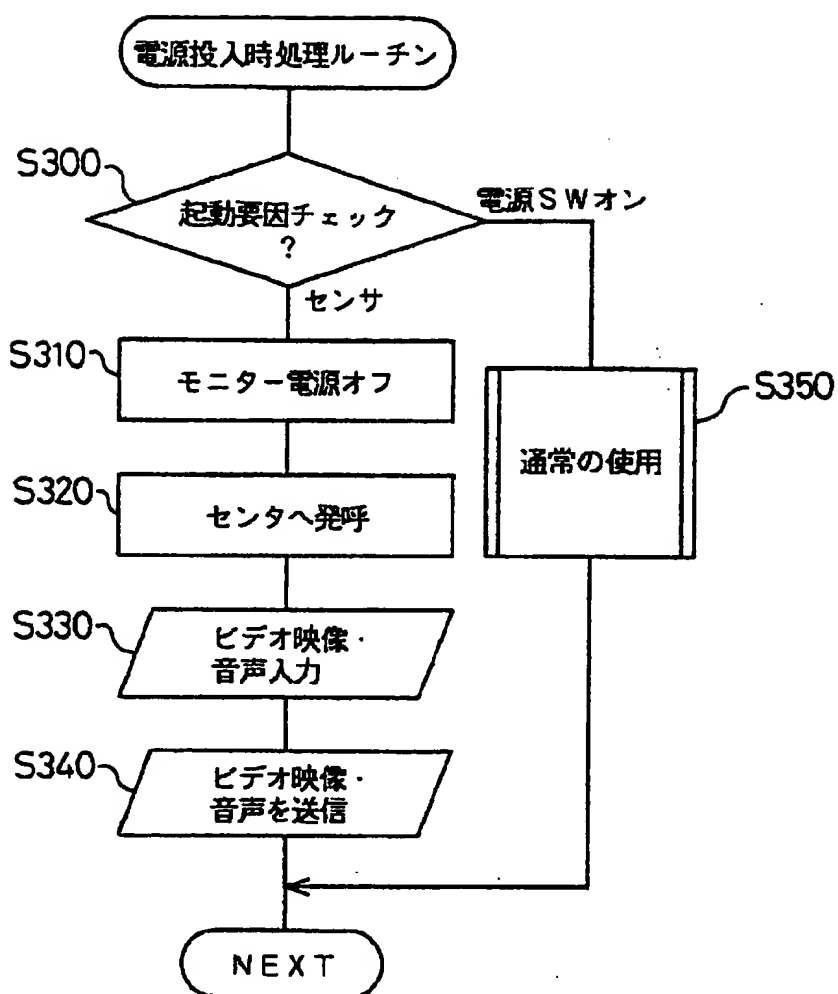 電源投入時処理ルーチン
S300
起動要因チェック
?
電源SWオン
センサ
S310
モニター電源オフ
S350
通常の使用
S320
センタへ発呼
S330
ビデオ映像・
音声入力
S340
ビデオ映像・
音声を送信
NEXT